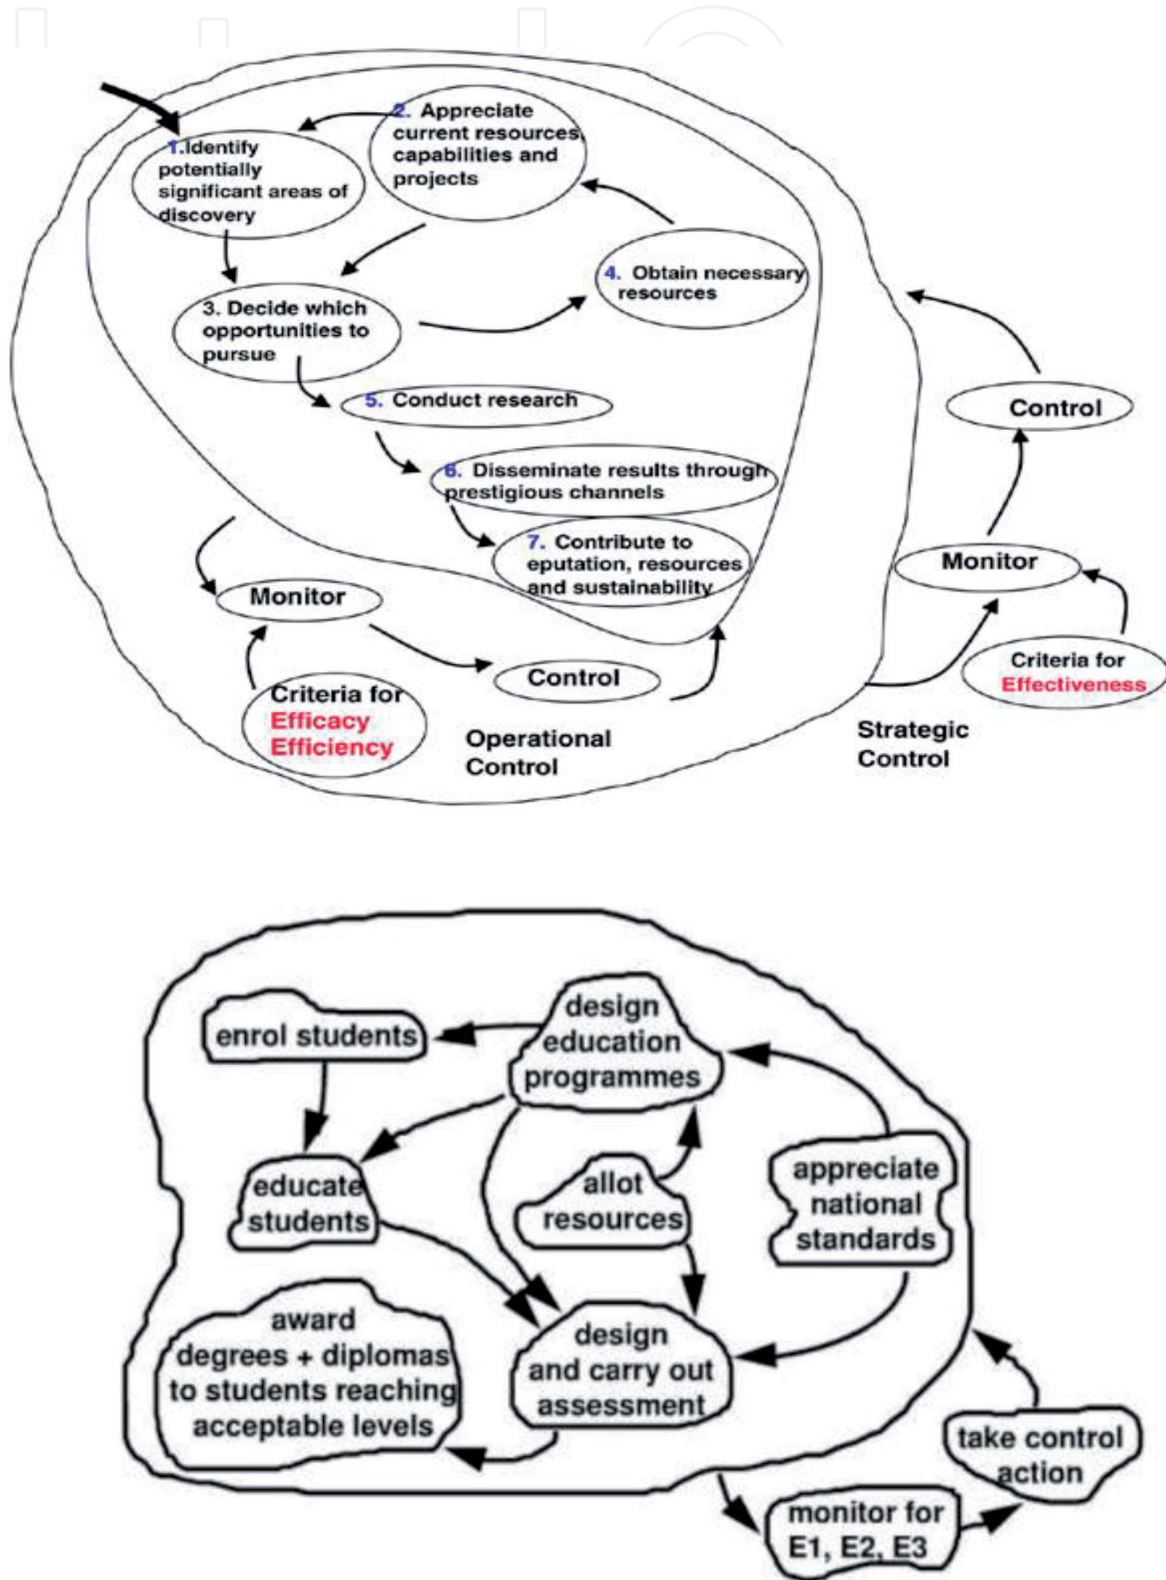 1.Identify
potentially
significant areas of
discovery
2. Appreciate
current resources,
capabilities and
projects
3. Decide which
opportunities to
pursue
4. Obtain necessary
resources
5. Conduct research
6. Disseminate results through
prestigious channels
7. Contribute to
eputation, resources
and sustainability
Monitor
Criteria for
Efficacy
Efficiency
Control
Operational
Control
Control
Monitor
Criteria for
Effectiveness
Strategic
Control
enrol students
design
education
programmes
educate
students
allot
resources
appreciate
national
standards
award
degrees + diplomas
to students reaching
acceptable levels
design
and carry out
assessment
take control
action
monitor for
E1, E2, E3